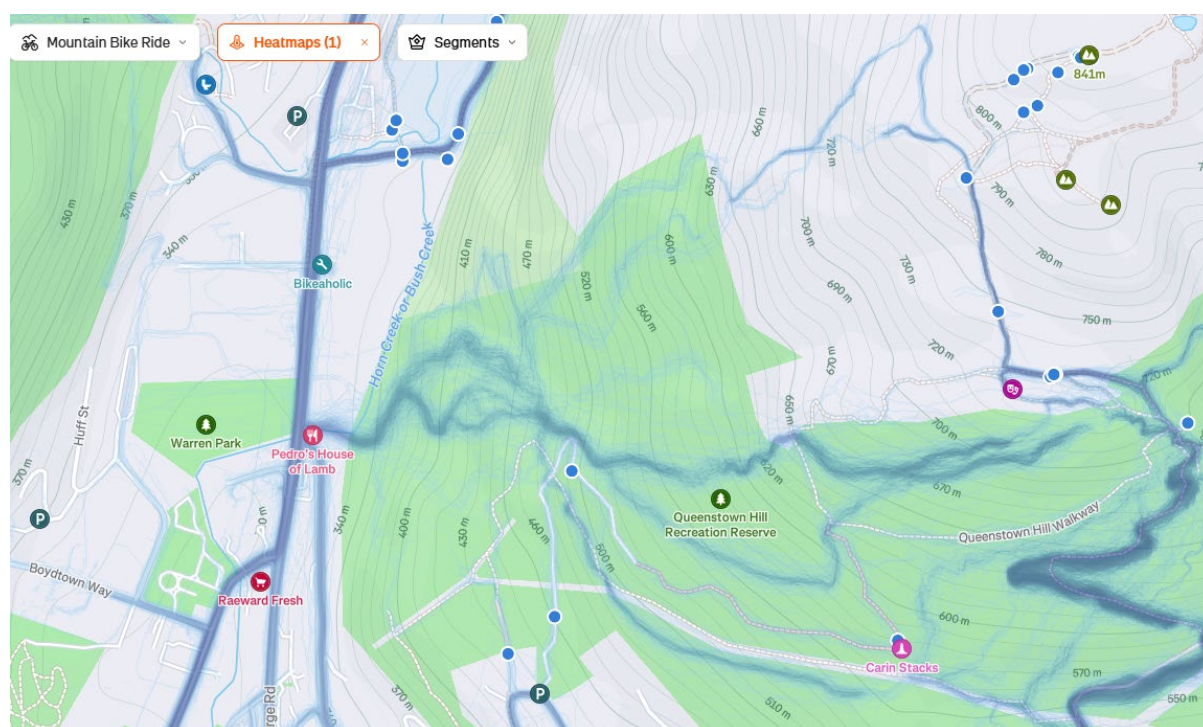 Mountain Bike Ride
Heatmaps (1)
×
Segments
P
841m
800 m
790 m
780 m
750 m
660 m
720 m
630 m
700 m
730 m
690 m
720 m
600 m
520 m
560 m
470 m
410 m
430 m
370 m
340 m
Bikeaholic
Horn Creek or Bush Creek
Huff St
Warren Park
Pedro's House
of Lamb
370 m
P
340 m
400 m
430 m
460 m
500 m
670 m
650 m
620 m
700 m
670 m
720 m
Queenstown Hill
Recreation Reserve
Queenstown Hill Walkway
Boydtown Way
Raeward Fresh
600 m
Carin Stacks
570 m
550 m
510 m
370 m
P
rge Rd